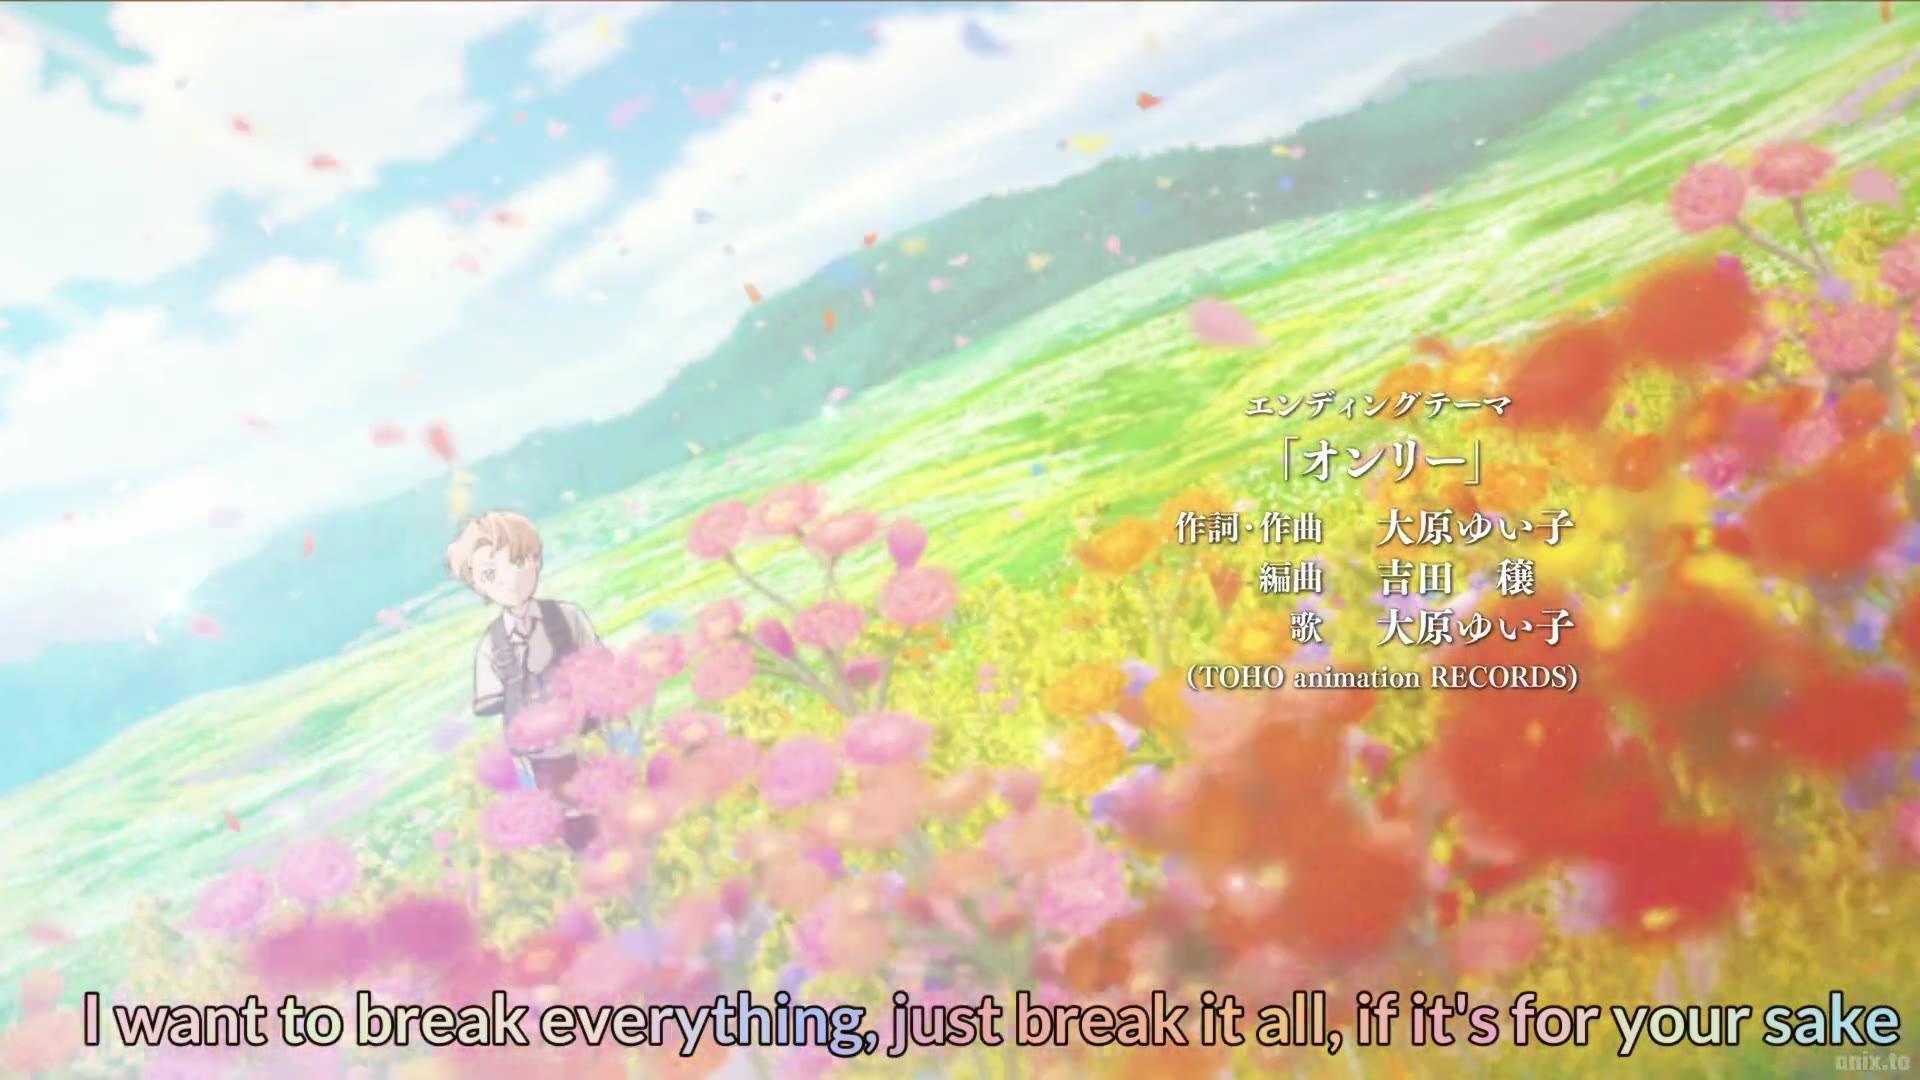 エンディングテーマ
「オンリー」
作詞・作曲 大原ゆい子
編曲 吉田 穣
歌 大原ゆい子
(TOHO animation RECORDS)
I want to break everything, just break it all, if it's for your sake
anix.to